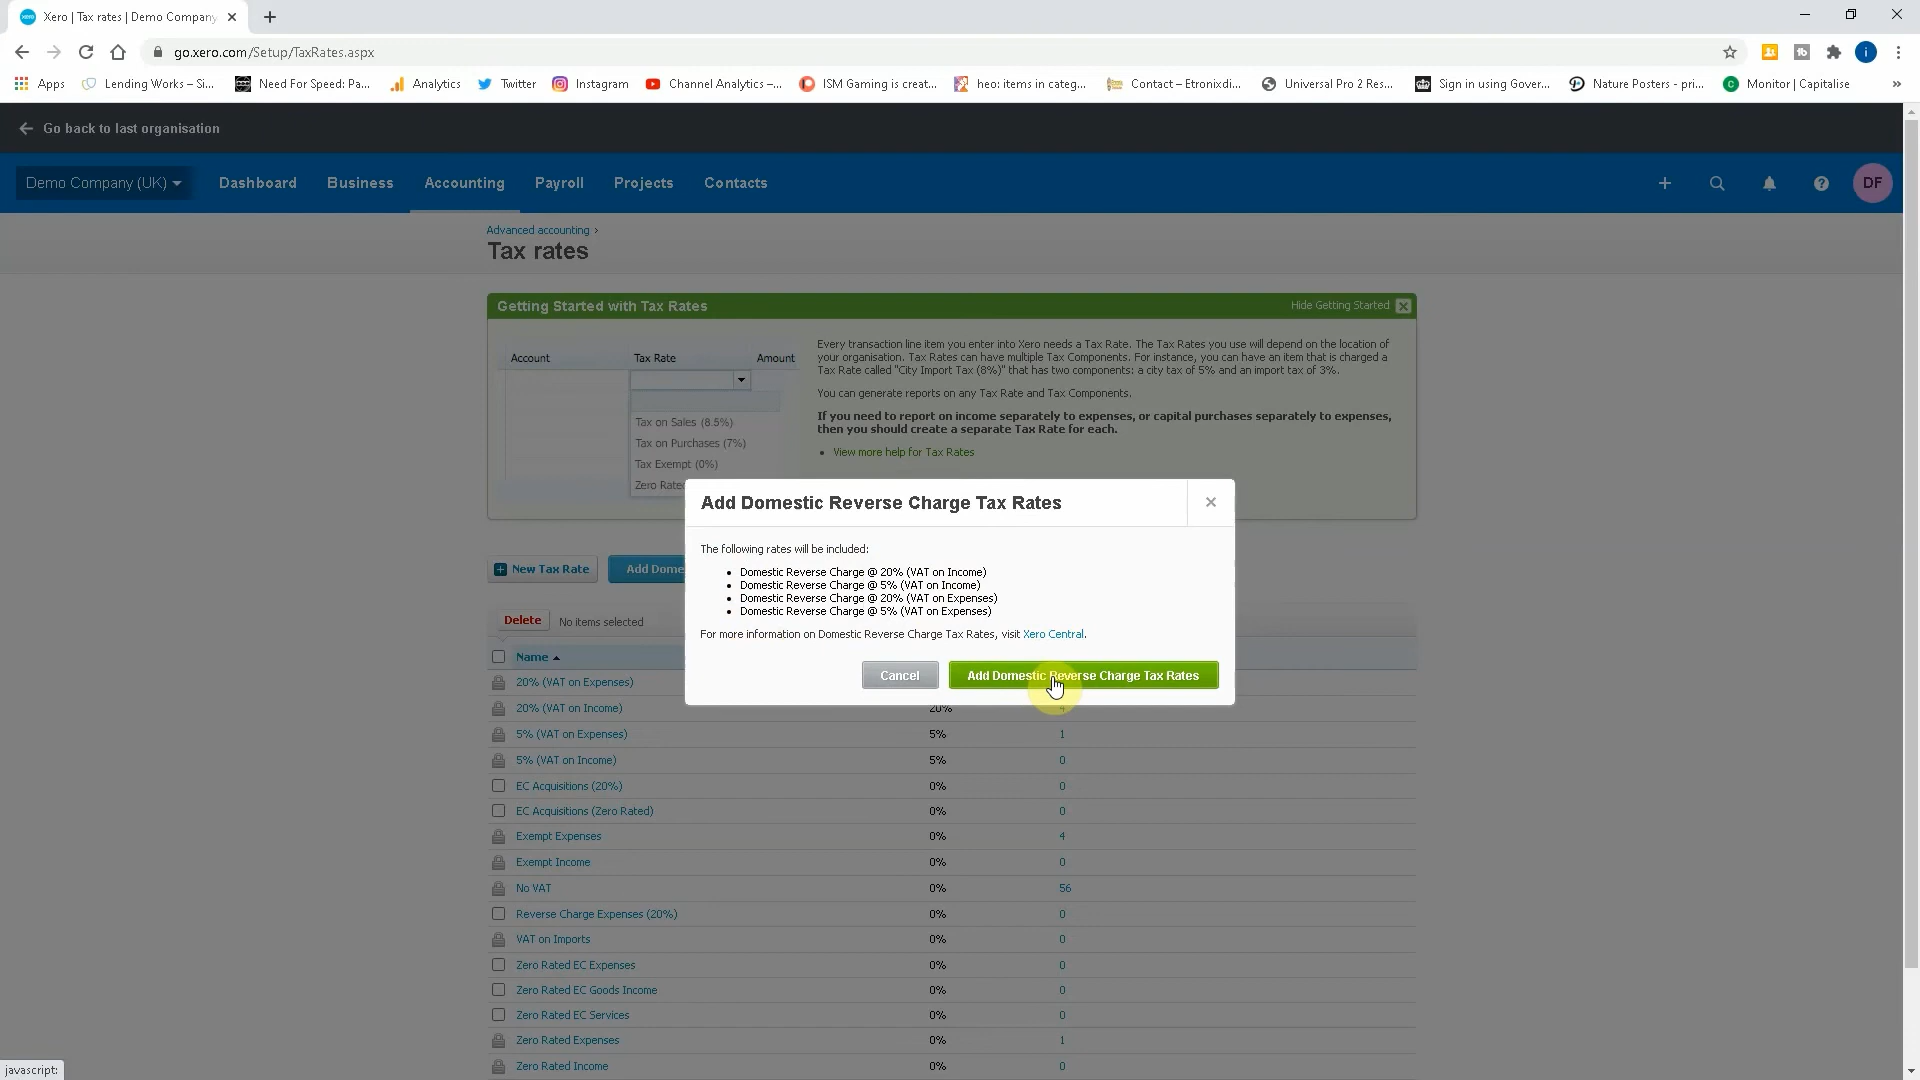 Xero | Tax rates | Demo Company
go.xero.com/Setup/TaxRates.aspx
Apps
Lending Works – Si...
Need For Speed: Pa...
Analytics
Twitter
Instagram
Channel Analytics –...
ISM Gaming is creat...
heo: items in categ...
Contact – Etronixdi...
Universal Pro 2 Res...
Sign in using Gover...
Nature Posters - pri...
Monitor | Capitalise
»
Go back to last organisation
Demo Company (UK)
Dashboard
Business
Accounting
Payroll
Projects
Contacts
DF
Advanced accounting ›
Tax rates
Getting Started with Tax Rates
Hide Getting Started
Account Tax Rate Amount
Tax on Sales (8.5%)
Tax on Purchases (7%)
Tax Exempt (0%)
Zero Rate
Every transaction line item you enter into Xero needs a Tax Rate. The Tax Rates you use will depend on the location of
your organisation. Tax Rates can have multiple Tax Components. For instance, you can have an item that is charged a
Tax Rate called "City Import Tax (8%)" that has two components: a city tax of 5% and an import tax of 3%.
You can generate reports on any Tax Rate and Tax Components.
If you need to report on income separately to expenses, or capital purchases separately to expenses,
then you should create a separate Tax Rate for each.
• View more help for Tax Rates
Add Domestic Reverse Charge Tax Rates
The following rates will be included:
• Domestic Reverse Charge @ 20% (VAT on Income)
• Domestic Reverse Charge @ 5% (VAT on Income)
• Domestic Reverse Charge @ 20% (VAT on Expenses)
• Domestic Reverse Charge @ 5% (VAT on Expenses)
For more information on Domestic Reverse Charge Tax Rates, visit Xero Central.
Cancel
Add Domestic Reverse Charge Tax Rates
New Tax Rate
Add Dome
Delete No items selected
Name
20% (VAT on Expenses)
20% (VAT on Income) 20%
5% (VAT on Expenses) 5% 1
5% (VAT on Income) 5% 0
EC Acquisitions (20%) 0% 0
EC Acquisitions (Zero Rated) 0% 0
Exempt Expenses 0% 4
Exempt Income 0% 0
No VAT 0% 56
Reverse Charge Expenses (20%) 0% 0
VAT on Imports 0% 0
Zero Rated EC Expenses 0% 0
Zero Rated EC Goods Income 0% 0
Zero Rated EC Services 0% 0
Zero Rated Expenses 0% 1
Zero Rated Income 0% 0
javascript: